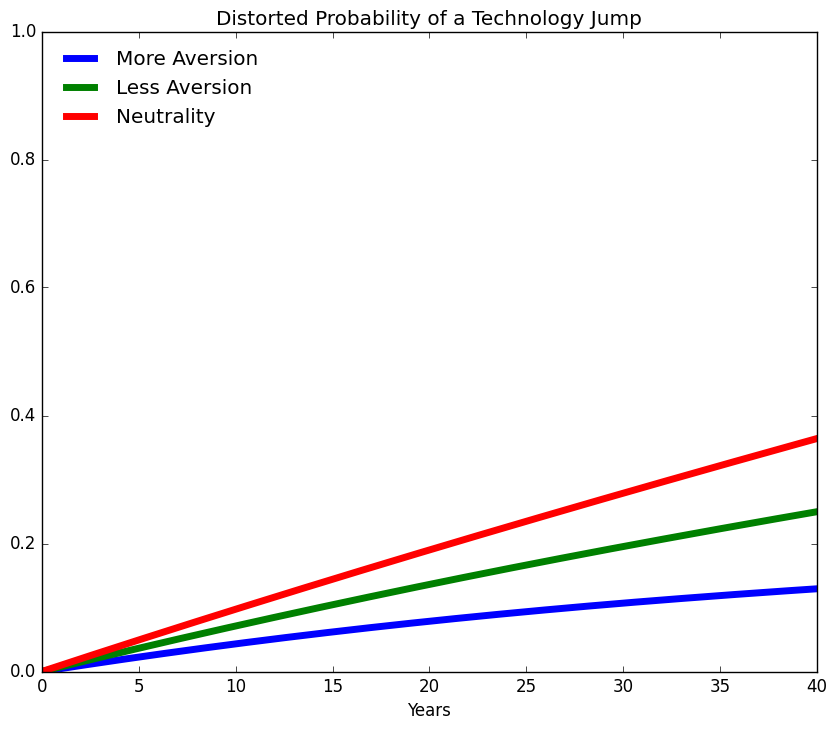 Distorted Probability of a Technology Jump
1.0
More Aversion
Less Aversion
Neutrality
0.8
0.6
0.4
0.2
0.0
0 5 10 15 20 25 30 35 40
Years